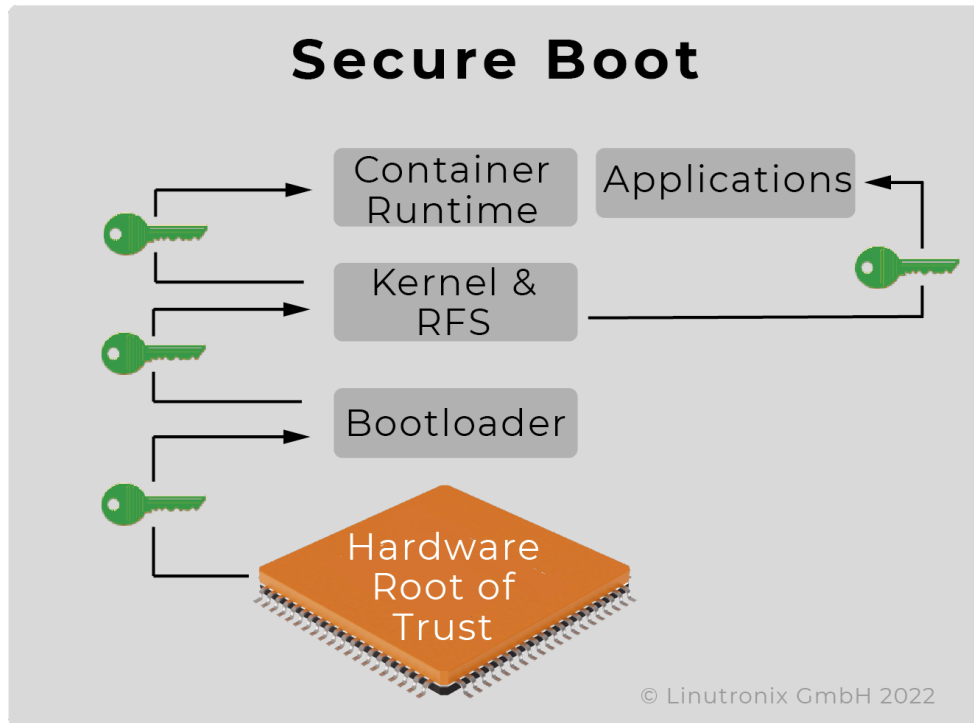 Secure Boot
Container
Runtime
Applications
Kernel &
RFS
Bootloader
Hardware
Root of
Trust
© Linutronix GmbH 2022